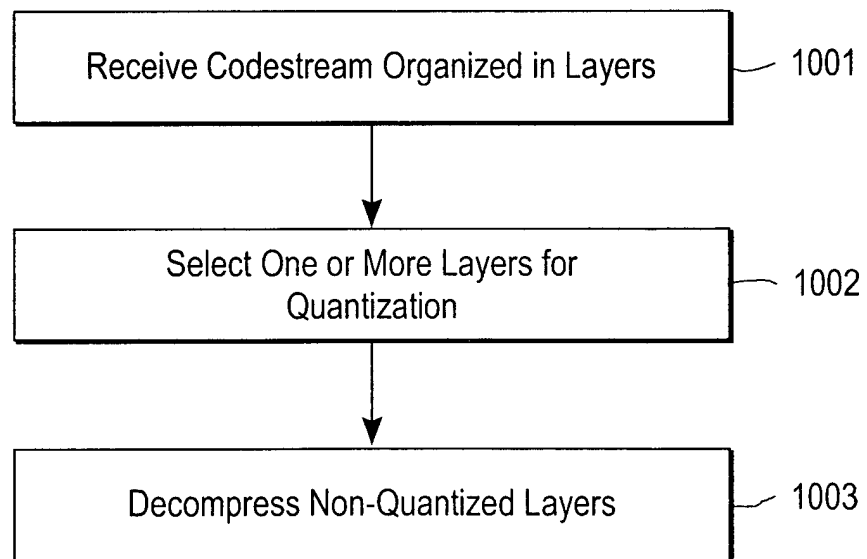 Receive Codestream Organized in Layers
1001
Select One or More Layers for
Quantization
1002
Decompress Non-Quantized Layers
1003